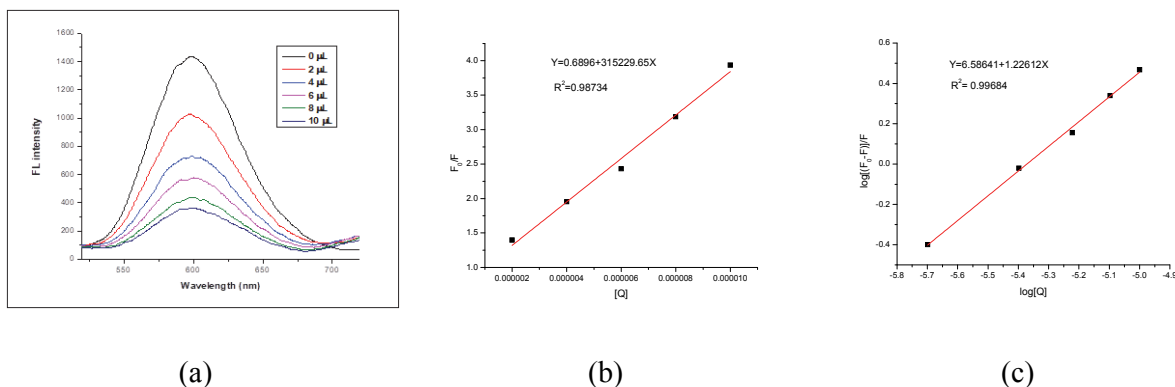 1600
1400
1200
1000
800
600
400
200
0
FL intensity
550
600
650
700
Wavelength (nm)
0 µL
2 µL
4 µL
6 µL
8 µL
10 µL
(a)
4.0
3.5
3.0
2.5
2.0
1.5
1.0
F₀/F
Y=0.6896+315229.65X
R²=0.98734
0.000002
0.000004
0.000006
0.000008
0.000010
[Q]
(b)
0.6
0.4
0.2
0.0
-0.2
-0.4
log[(F₀-F)]/F
Y=6.58641+1.22612X
R²= 0.99684
-5.8
-5.7
-5.6
-5.5
-5.4
-5.3
-5.2
-5.1
-5.0
-4.9
log[Q]
(c)